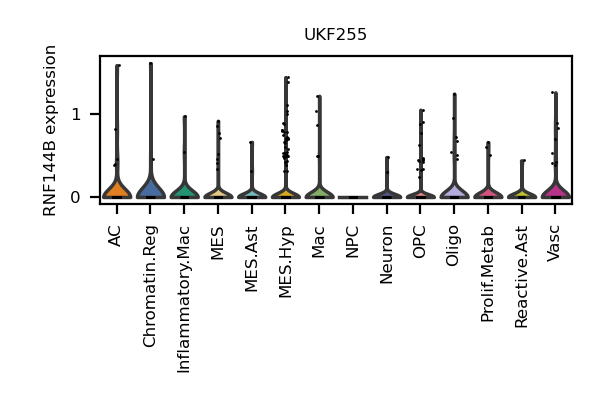 UKF255
RNF144B expression
1
0
AC
Chromatin.Reg
Inflammatory.Mac
MES
MES.Ast
MES.Hyp
Mac
NPC
Neuron
OPC
Oligo
Prolif.Metab
Reactive.Ast
Vasc